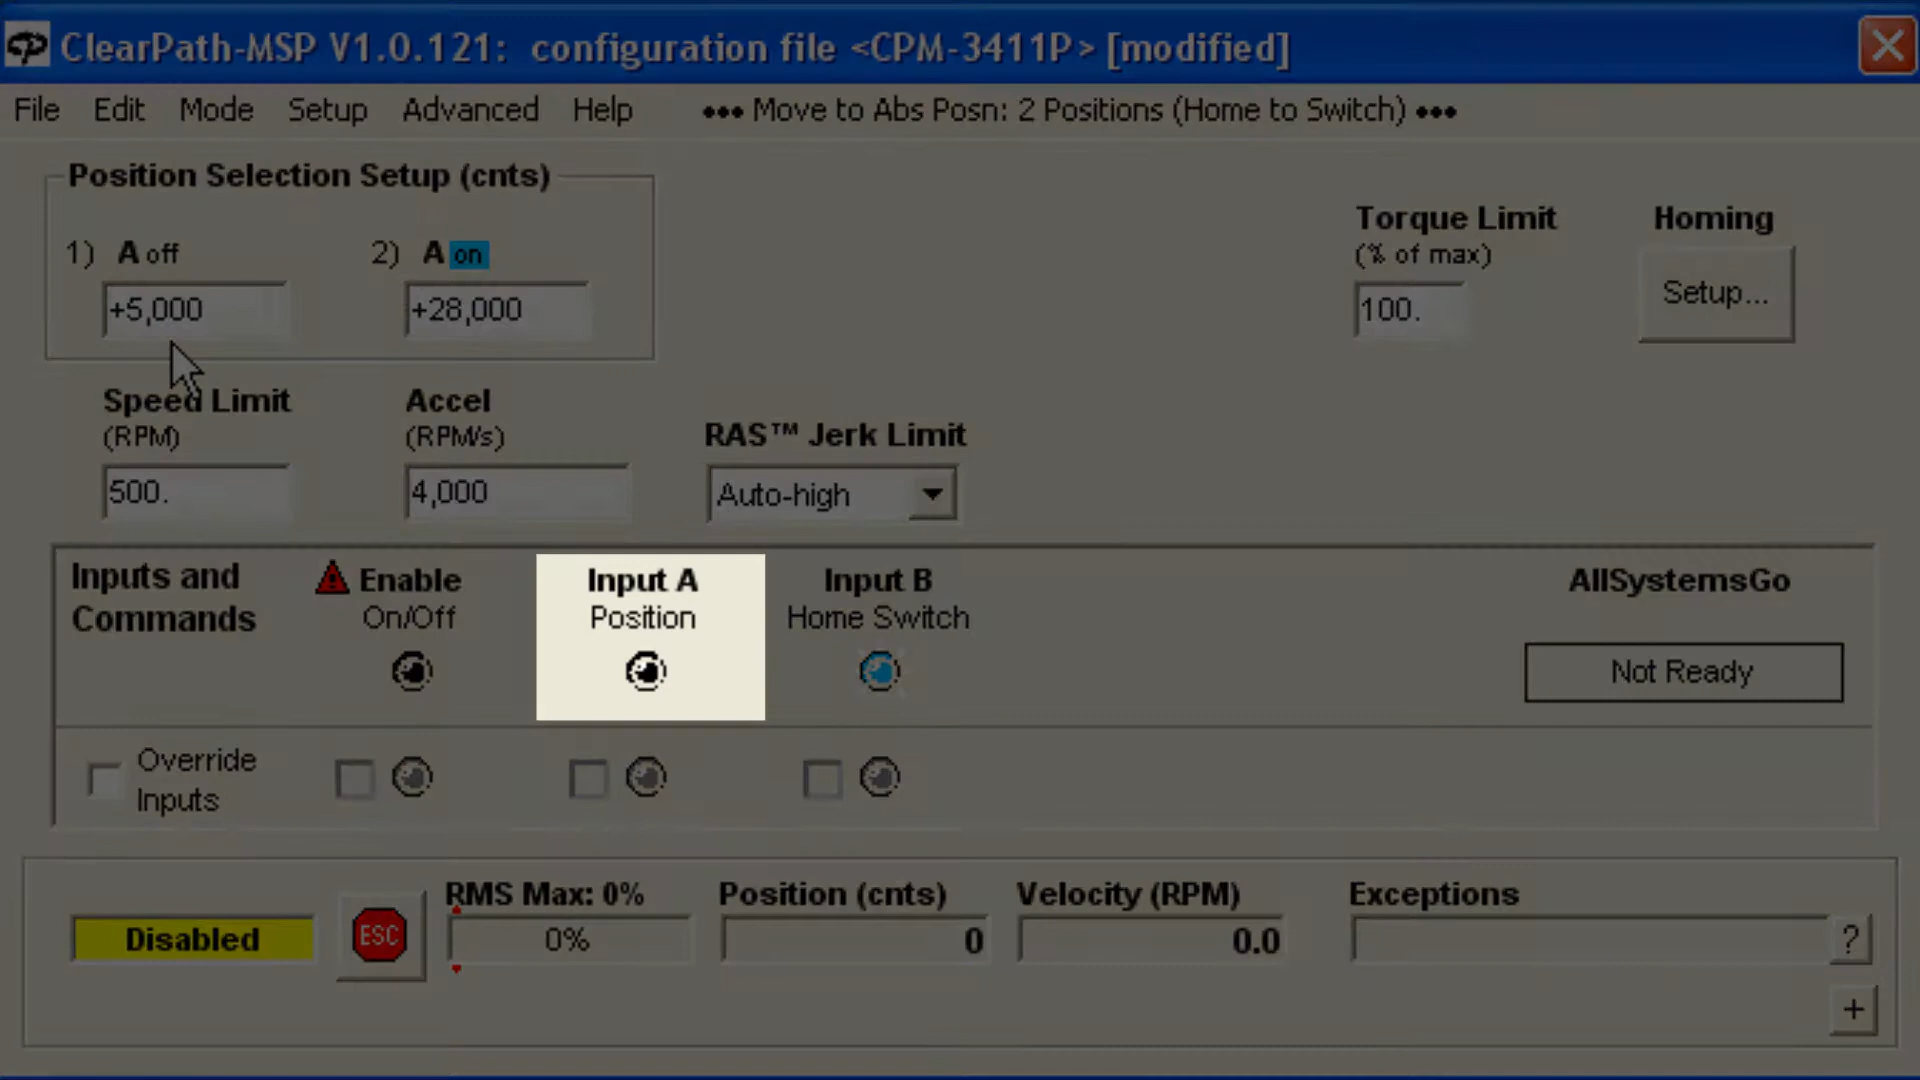 ClearPath-MSP V1.0.121: configuration file <CPM-3411P> [modified]
File Edit Mode Setup Advanced Help ••• Move to Abs Posn: 2 Positions (Home to Switch) •••
Position Selection Setup (cnts)
1) A off 2) A on
+5,000 +28,000
Torque Limit
(% of max)
100.
Homing
Setup...
Speed Limit
(RPM)
500.
Accel
(RPM/s)
4,000
RAS™ Jerk Limit
Auto-high
Inputs and
Commands
Enable
On/Off
Input A
Position
Input B
Home Switch
AllSystemsGo
Not Ready
Override
Inputs
Disabled
ESC
RMS Max: 0%
0%
Position (cnts)
0
Velocity (RPM)
0.0
Exceptions
?
+